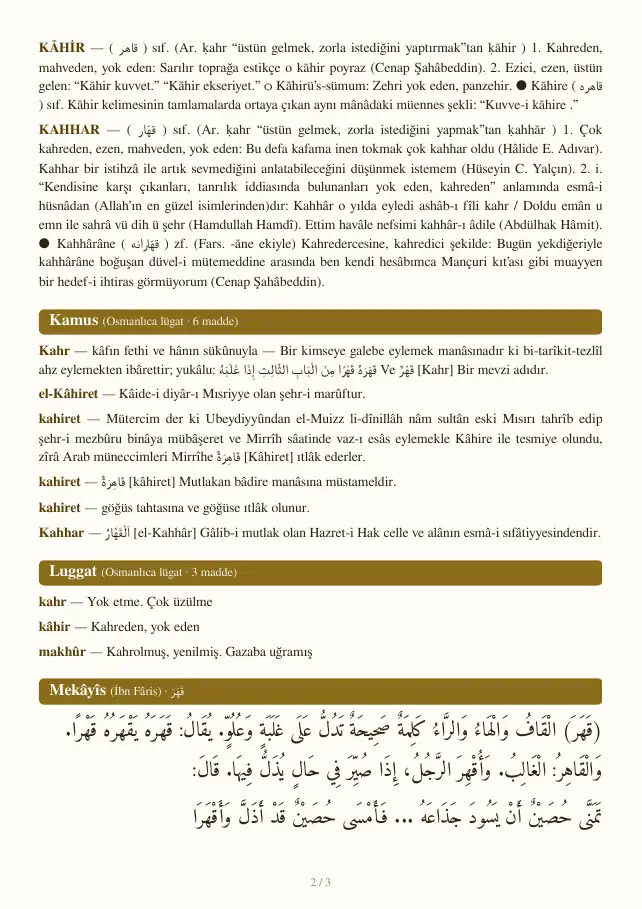 KĀHİR — ( قاهر ) sıf. (Ar. ḳahr “üstün gelmek, zorla istediğini yaptırmak”tan ḳāhir ) 1. Kahreden,
mahveden, yok eden: Sarılır toprağa estikçe o kāhir poyraz (Cenap Şahâbeddin). 2. Ezici, ezen, üstün
gelen: “Kāhir kuvvet.” “Kāhir ekseriyet.” ѻ Kāhirü’s-sümum: Zehri yok eden, panzehir. ● Kāhire ( قاهره
) sıf. Kāhir kelimesinin tamlamalarda ortaya çıkan aynı mânâdaki müennes şekli: “Kuvve-i kāhire .”
KAHHAR — ( قهّار ) sıf. (Ar. ḳahr “üstün gelmek, zorla istediğini yapmak”tan ḳahhār ) 1. Çok
kahreden, ezen, mahveden, yok eden: Bu defa kafama inen tokmak çok kahhar oldu (Hâlide E. Adıvar).
Kahhar bir istihzâ ile artık sevmediğini anlatabileceğini düşünmek istemem (Hüseyin C. Yalçın). 2. i.
“Kendisine karşı çıkanları, tanrılık iddiasında bulunanları yok eden, kahreden” anlamında esmâ-i
hüsnâdan (Allah’ın en güzel isimlerinden)dır: Kahhâr o yılda eyledi ashâb-ı fîli kahr / Doldu emân u
emn ile sahrâ vü dih ü şehr (Hamdullah Hamdî). Ettim havâle nefsimi kahhâr-ı âdile (Abdülhak Hâmit).
● Kahhârâne ( قهّارانه ) zf. (Fars. -āne ekiyle) Kahredercesine, kahredici şekilde: Bugün yekdiğeriyle
kahhârâne boğuşan düvel-i mütemeddine arasında ben kendi hesâbımca Mançuri kıt’ası gibi muayyen
bir hedef-i ihtiras görmüyorum (Cenap Şahâbeddin).
Kamus (Osmanlıca lügat · 6 madde)
Kahr — kâfın fethi ve hânın sükûnuyla — Bir kimseye galebe eylemek manâsınadır ki bi-tarîkit-tezlîl
ahz eylemekten ibârettir; yukâlu: قَهَرَهُ قَهْرًا مِنَ الْبَابِ الثَّالِثِ إِذَا غَلَبَهُ Ve قَهْرٌ [Kahr] Bir mevzi adıdır.
el-Kâhiret — Kâide-i diyâr-ı Mısriyye olan şehr-i marûftur.
kahiret — Mütercim der ki Ubeydiyyûndan el-Muizz li-dînillâh nâm sultân eski Mısırı tahrîb edip
şehr-i mezbûru binâya mübâşeret ve Mirrîh sâatinde vaz-ı esâs eylemekle Kâhire ile tesmiye olundu,
zîrâ Arab müneccimleri Mirrîhe قَاهِرَةٌ [Kâhiret] ıtlâk ederler.
kahiret — قَاهِرَةٌ [kâhiret] Mutlakan bâdire manâsına müstameldir.
kahiret — göğüs tahtasına ve göğüse ıtlâk olunur.
Kahhar — اَلْقَهَّارُ [el-Kahhâr] Gâlib-i mutlak olan Hazret-i Hak celle ve alânın esmâ-i sıfâtiyyesindendir.
Luggat (Osmanlıca lügat · 3 madde)
kahr — Yok etme. Çok üzülme
kâhir — Kahreden, yok eden
makhûr — Kahrolmuş, yenilmiş. Gazaba uğramış
Mekâyîs (İbn Fâris) · قَهَرَ
(قَهَرَ) الْقَافُ وَالْهَاءُ وَالرَّاءُ كَلِمَةٌ صَحِيحَةٌ تَدُلُّ عَلَى غَلَبَةٍ وَعُلُوٍّ. يُقَالُ: قَهَرَهُ يَقْهَرُهُ قَهْرًا.
وَالْقَاهِرُ: الْغَالِبُ. وَأُقْهِرَ الرَّجُلُ، إِذَا صُيِّرَ فِي حَالٍ يُذَلُّ فِيهَا. قَالَ:
تَمَنَّى حُصَيْنٌ أَنْ يَسُودَ جِذَاعَهُ ... فَأَمْسَى حُصَيْنٌ قَدْ أَذَلَّ وَأَقْهَرَا
2 / 3